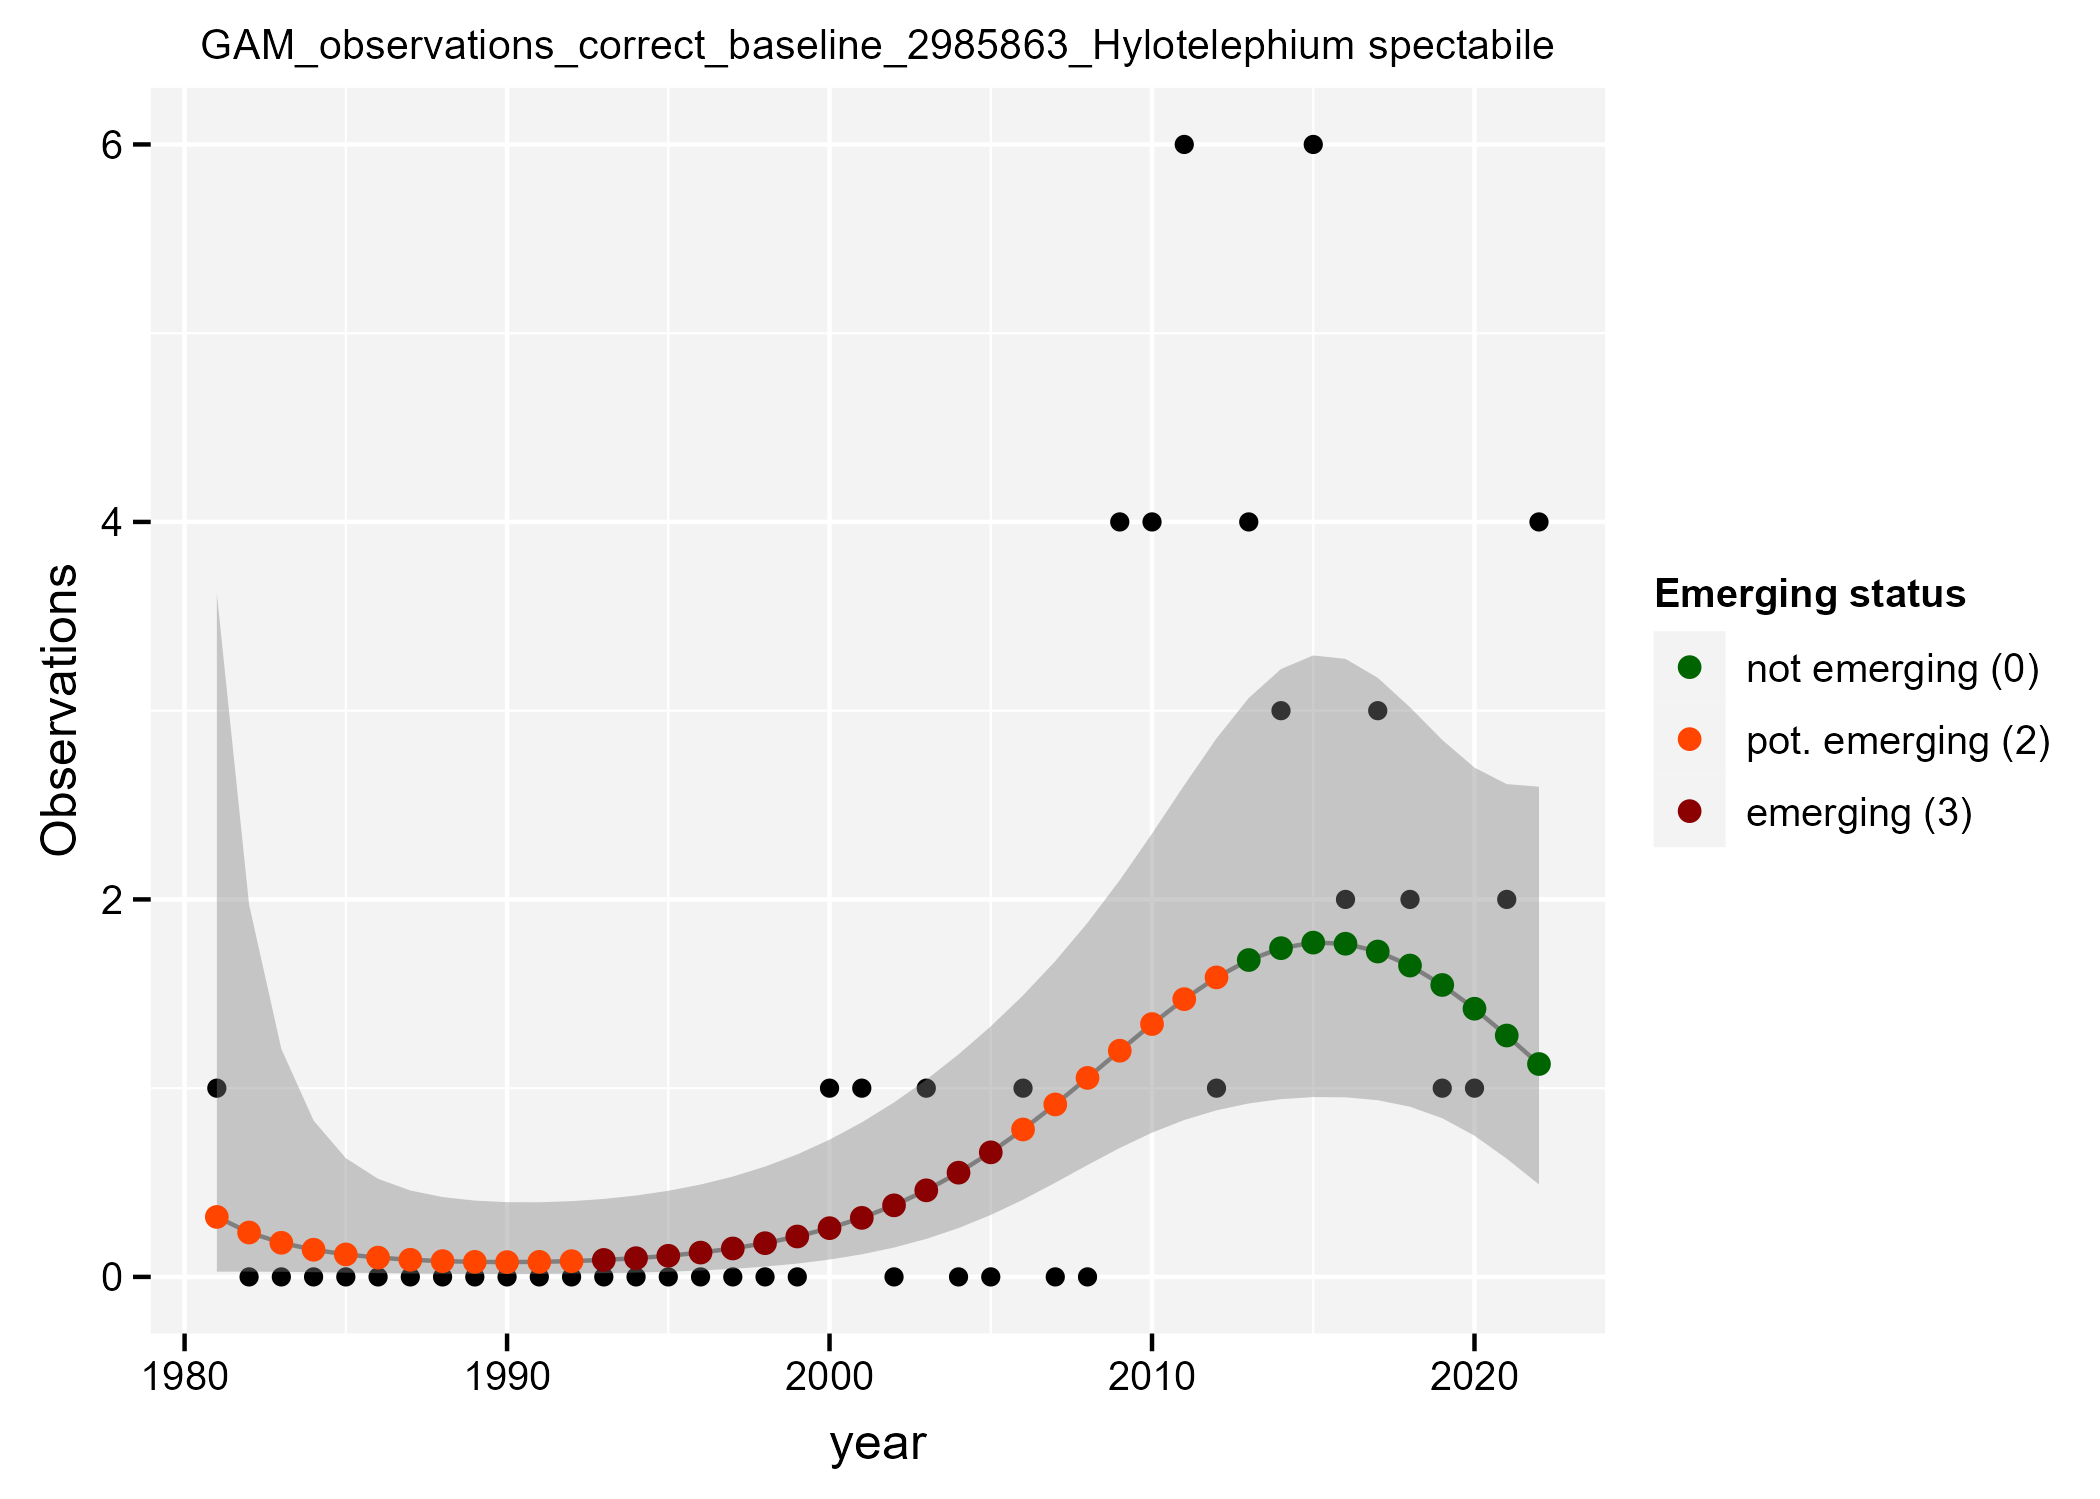 GAM_observations_correct_baseline_2985863_Hylotelephium spectabile
6
4
2
0
Observations
1980
1990
2000
2010
2020
year
Emerging status
not emerging (0)
pot. emerging (2)
emerging (3)